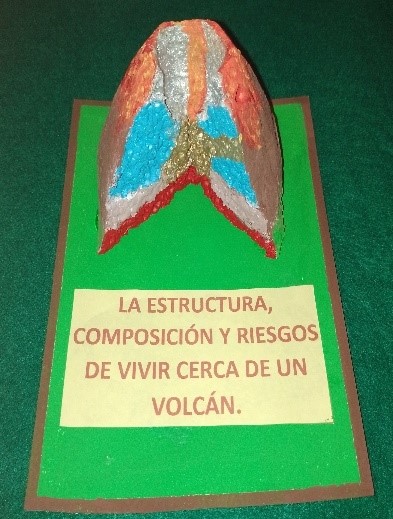 LA ESTRUCTURA,
COMPOSICIÓN Y RIESGOS
DE VIVIR CERCA DE UN
VOLCÁN.